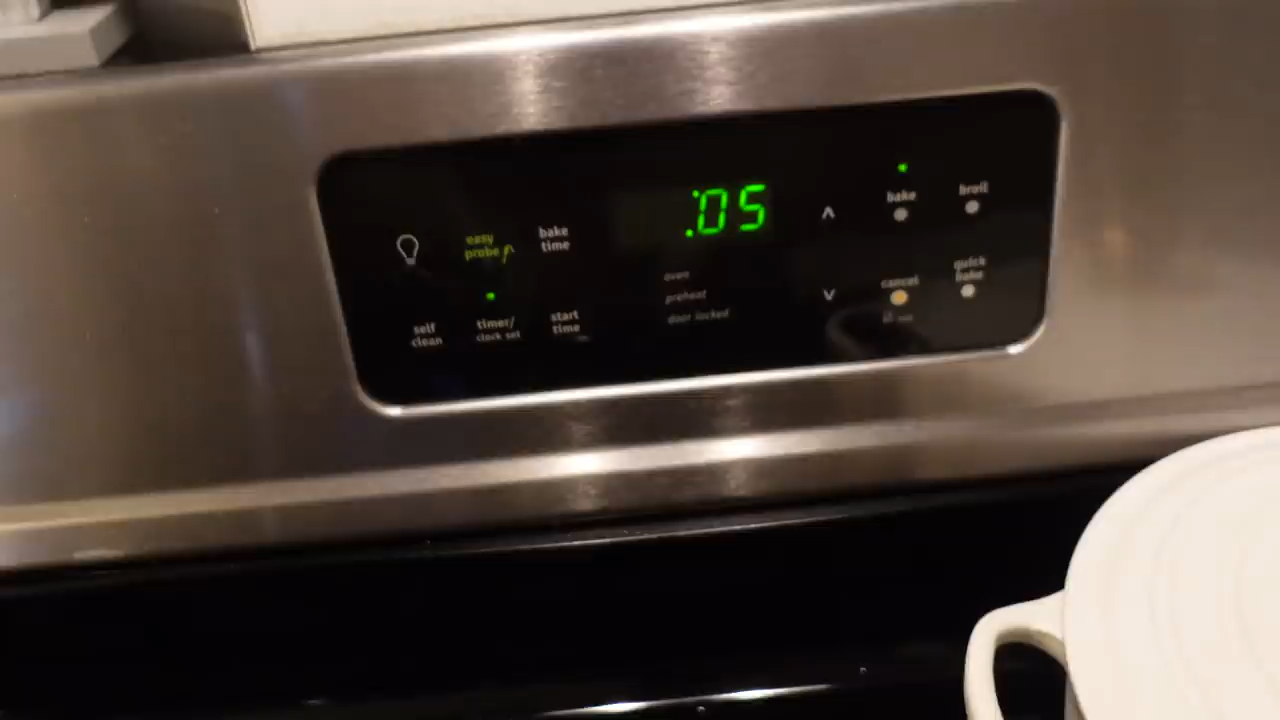 :05
bake
broil
easy
probe
bake
time
oven
preheat
door locked
cancel
quick
bake
self
clean
timer/
clock set
start
time